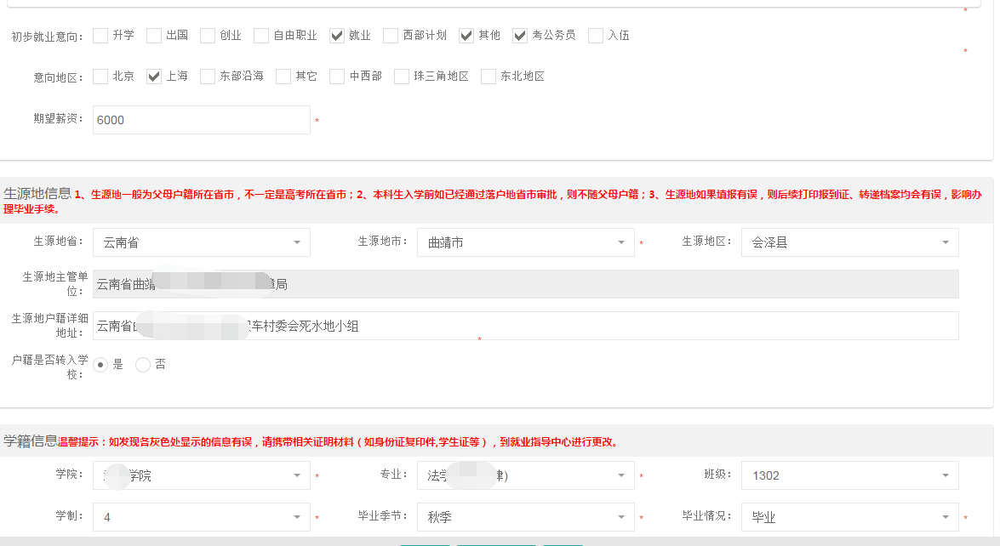 *
初步就业意向： 升学 出国 创业 自由职业 就业 西部计划 其他 考公务员 入伍
*
意向地区： 北京 上海 东部沿海 其它 中西部 珠三角地区 东北地区
期望薪资： 6000 *
生源地信息 1、生源地一般为父母户籍所在省市，不一定是高考所在省市；2、本科生入学前如已经通过落户地省市审批，则不随父母户籍；3、生源地如果填报有误，则后续打印报到证、转递档案均会有误，影响办
理毕业手续。
生源地省： 云南省 生源地市： 曲靖市 * 生源地区： 会泽县
生源地主管单
位： 云南省曲靖 局
生源地户籍详细
地址： 云南省 车村委会死水地小组 *
户籍是否转入学
校： 是 否
学籍信息温馨提示：如发现各灰色处显示的信息有误，请携带相关证明材料（如身份证复印件,学生证等），到就业指导中心进行更改。
学院： 学院 * 专业： 法学 律) * 班级： 1302
学制： 4 * 毕业季节： 秋季 * 毕业情况： 毕业 *